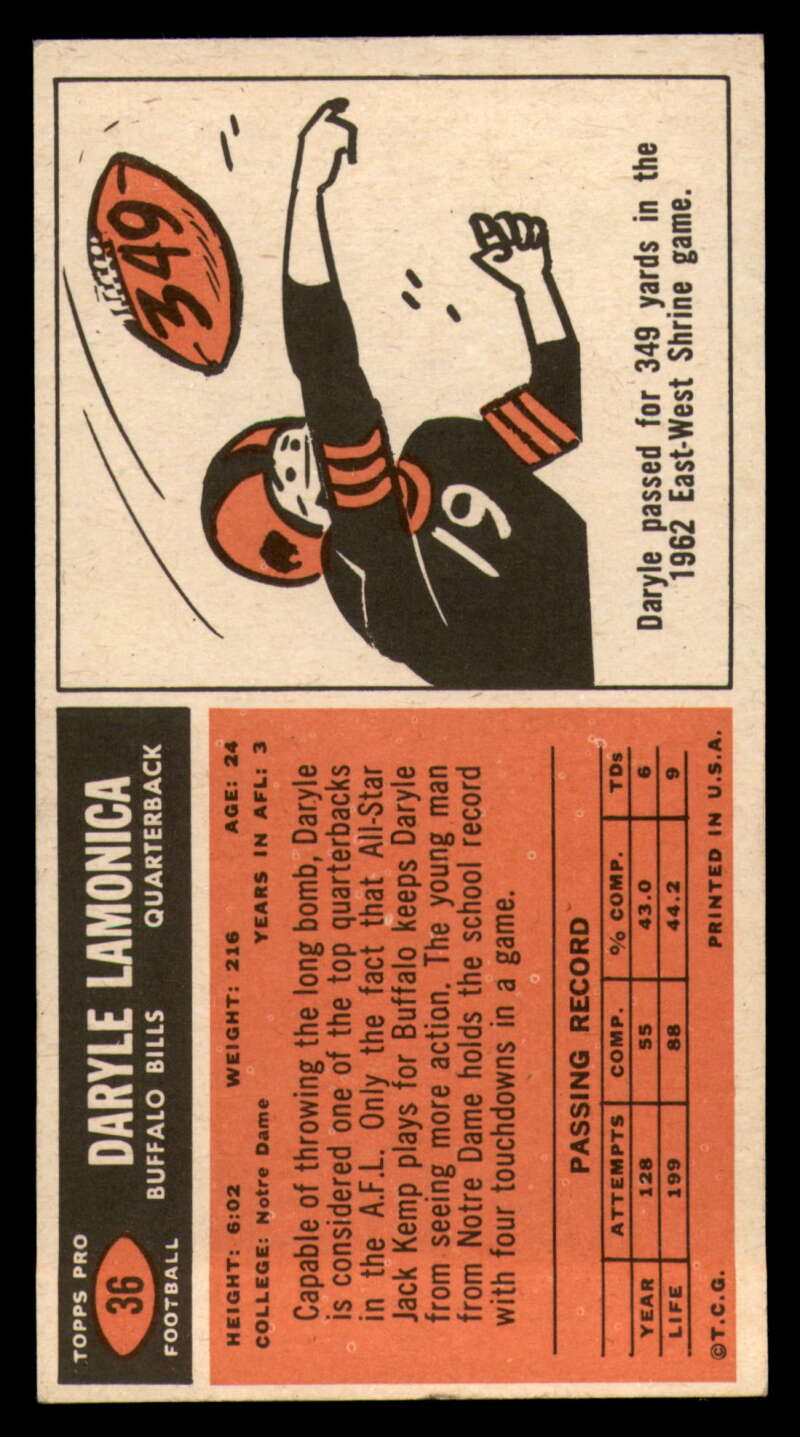 TOPPS PRO
36
FOOTBALL
DARYLE LAMONICA
BUFFALO BILLS QUARTERBACK
HEIGHT: 6:02 WEIGHT: 216 AGE: 24
COLLEGE: Notre Dame YEARS IN AFL: 3
Capable of throwing the long bomb, Daryle
is considered one of the top quarterbacks
in the A.F.L. Only the fact that All-Star
Jack Kemp plays for Buffalo keeps Daryle
from seeing more action. The young man
from Notre Dame holds the school record
with four touchdowns in a game.
PASSING RECORD
ATTEMPTS COMP. % COMP. TDs
YEAR 128 55 43.0 6
LIFE 199 88 44.2 9
©T.C.G. PRINTED IN U.S.A.
349
19
Daryle passed for 349 yards in the
1962 East-West Shrine game.